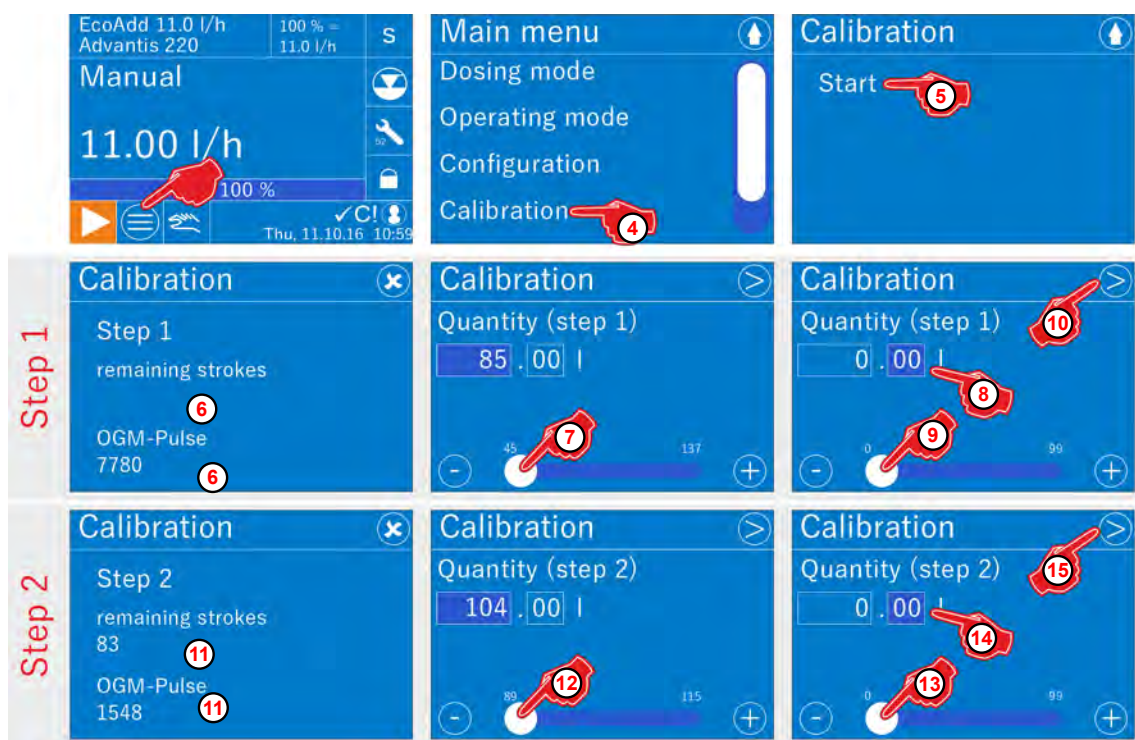 EcoAdd 11.0 l/h
Advantis 220
100 % =
11.0 l/h
S
Manual
11.00 l/h
52
100 %
✓C!
Thu, 11.10.16 10:59
Main menu
Dosing mode
Operating mode
Configuration
Calibration
4
Calibration
Start
5
Step 1
Calibration
Step 1
remaining strokes
6
OGM-Pulse
7780
6
Calibration
>
Quantity (step 1)
85 . 00 l
7
45 137
- +
Calibration
>
10
Quantity (step 1)
0 . 00 l
8
9
0 99
- +
Step 2
Calibration
Step 2
remaining strokes
83
11
OGM-Pulse
1548
11
Calibration
>
Quantity (step 2)
104 . 00 l
12
89 115
- +
Calibration
>
15
Quantity (step 2)
0 . 00 l
14
13
0 99
- +